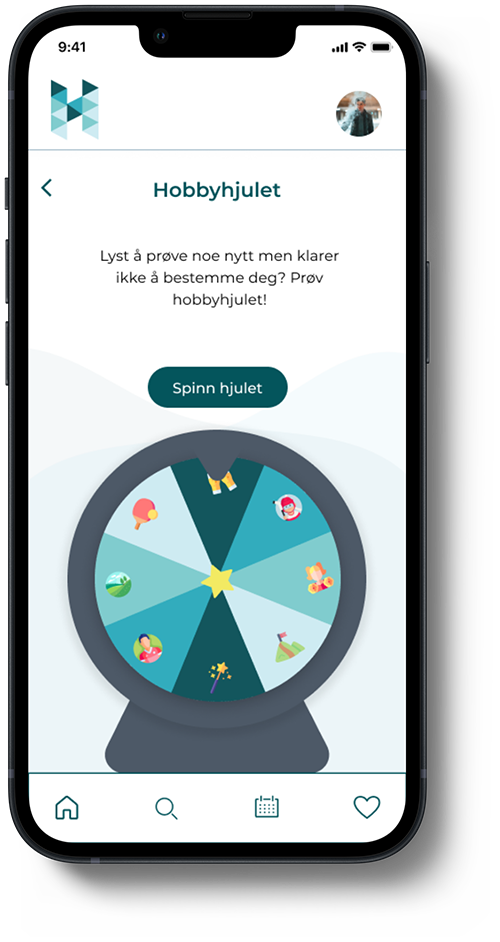 9:41
Hobbyhjulet
Lyst å prøve noe nytt men klarer
ikke å bestemme deg? Prøv
hobbyhjulet!
Spinn hjulet